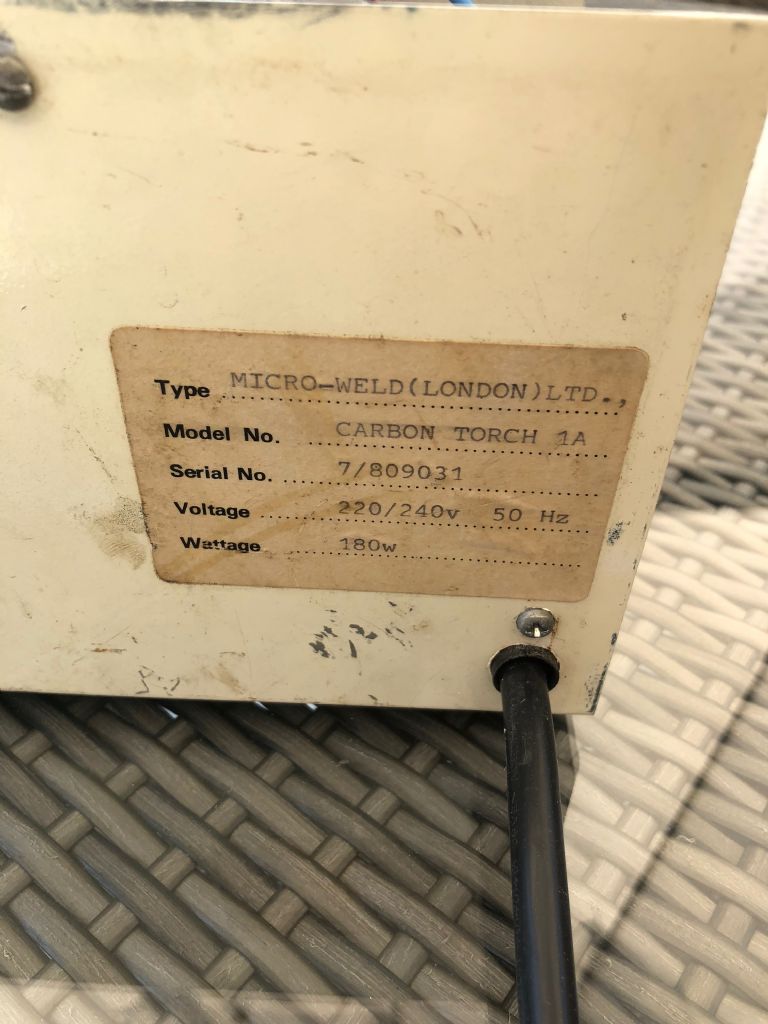 Type MICRO-WELD(LONDON)LTD.,
Model No. CARBON TORCH 1A
Serial No. 7/809031
Voltage 220/240v 50 Hz
Wattage 180w